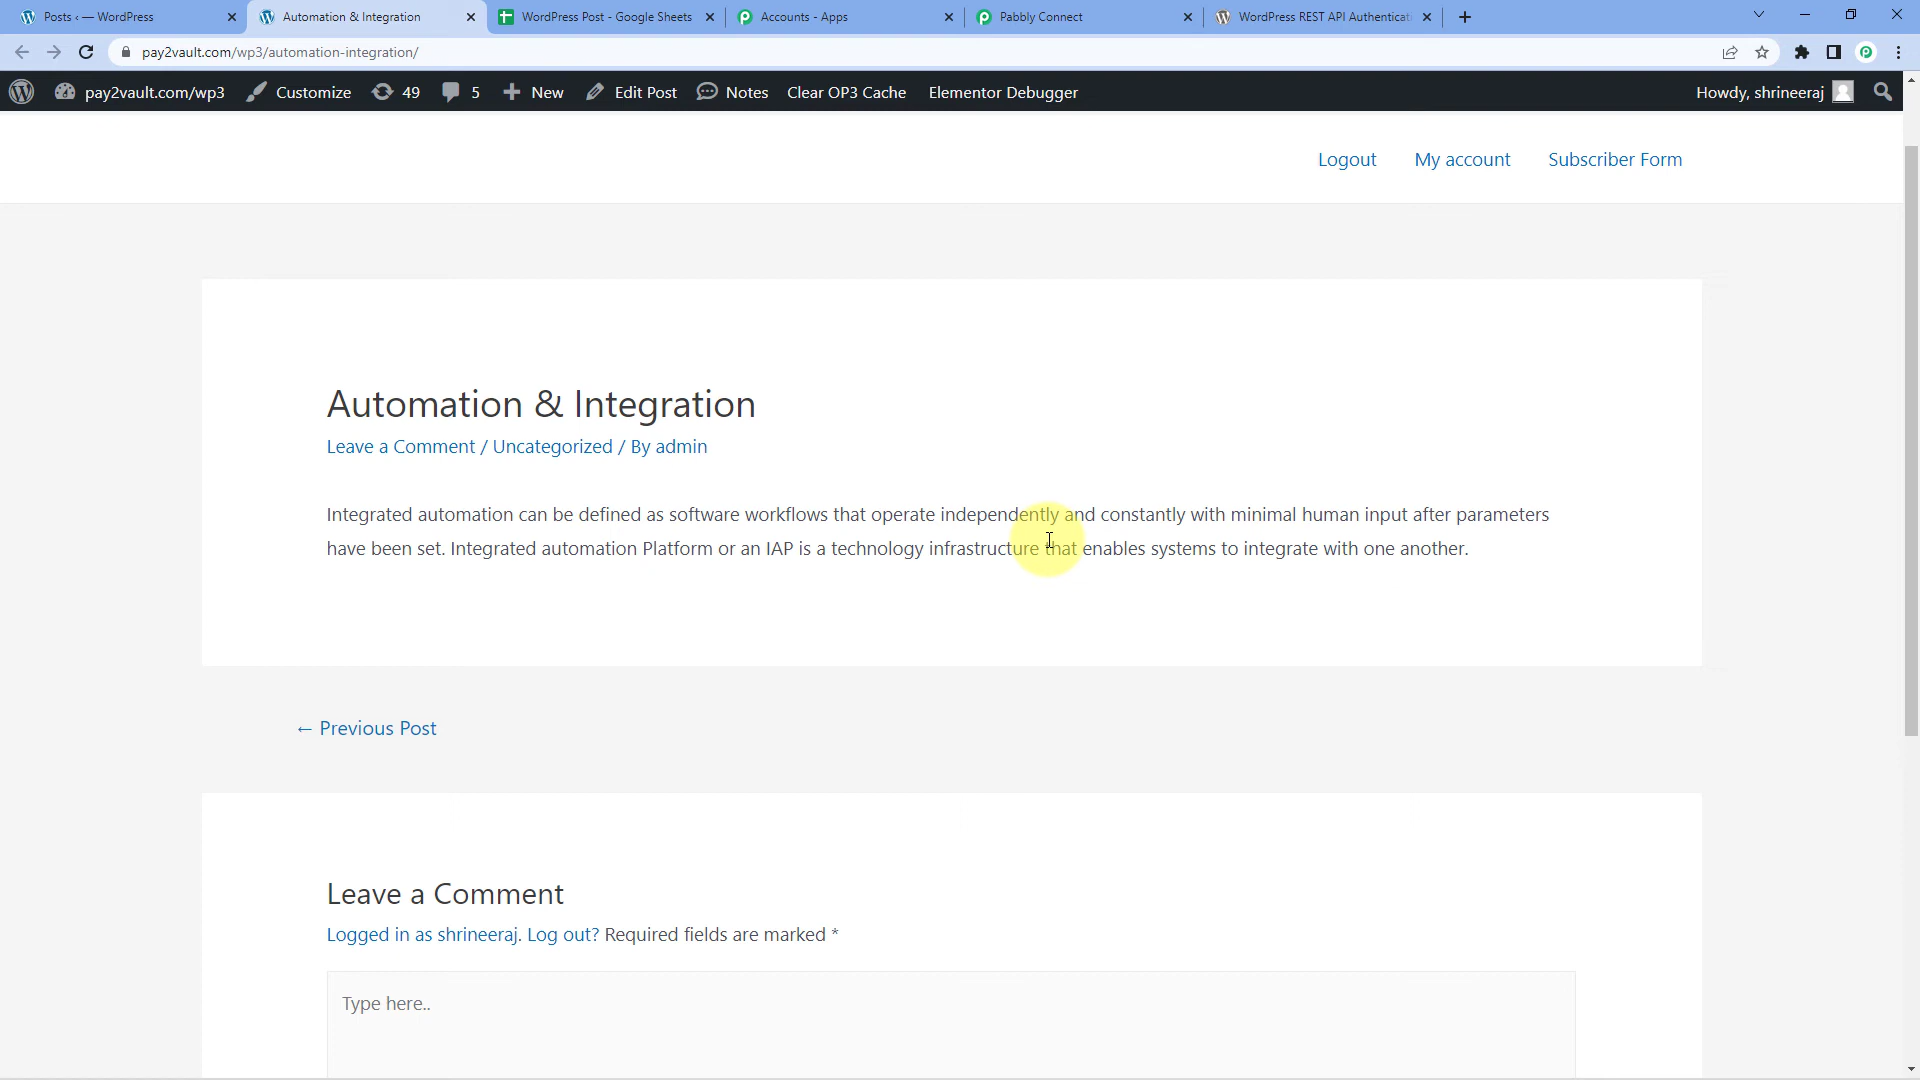 Posts ‹ — WordPress
Automation & Integration
WordPress Post - Google Sheets
Accounts - Apps
Pabbly Connect
WordPress REST API Authenticat
pay2vault.com/wp3/automation-integration/
pay2vault.com/wp3
Customize
49
5
New
Edit Post
Notes
Clear OP3 Cache
Elementor Debugger
Howdy, shrineeraj
Logout
My account
Subscriber Form
Automation & Integration
Leave a Comment / Uncategorized / By admin
Integrated automation can be defined as software workflows that operate independently and constantly with minimal human input after parameters
have been set. Integrated automation Platform or an IAP is a technology infrastructure that enables systems to integrate with one another.
← Previous Post
Leave a Comment
Logged in as shrineeraj. Log out? Required fields are marked *
Type here..